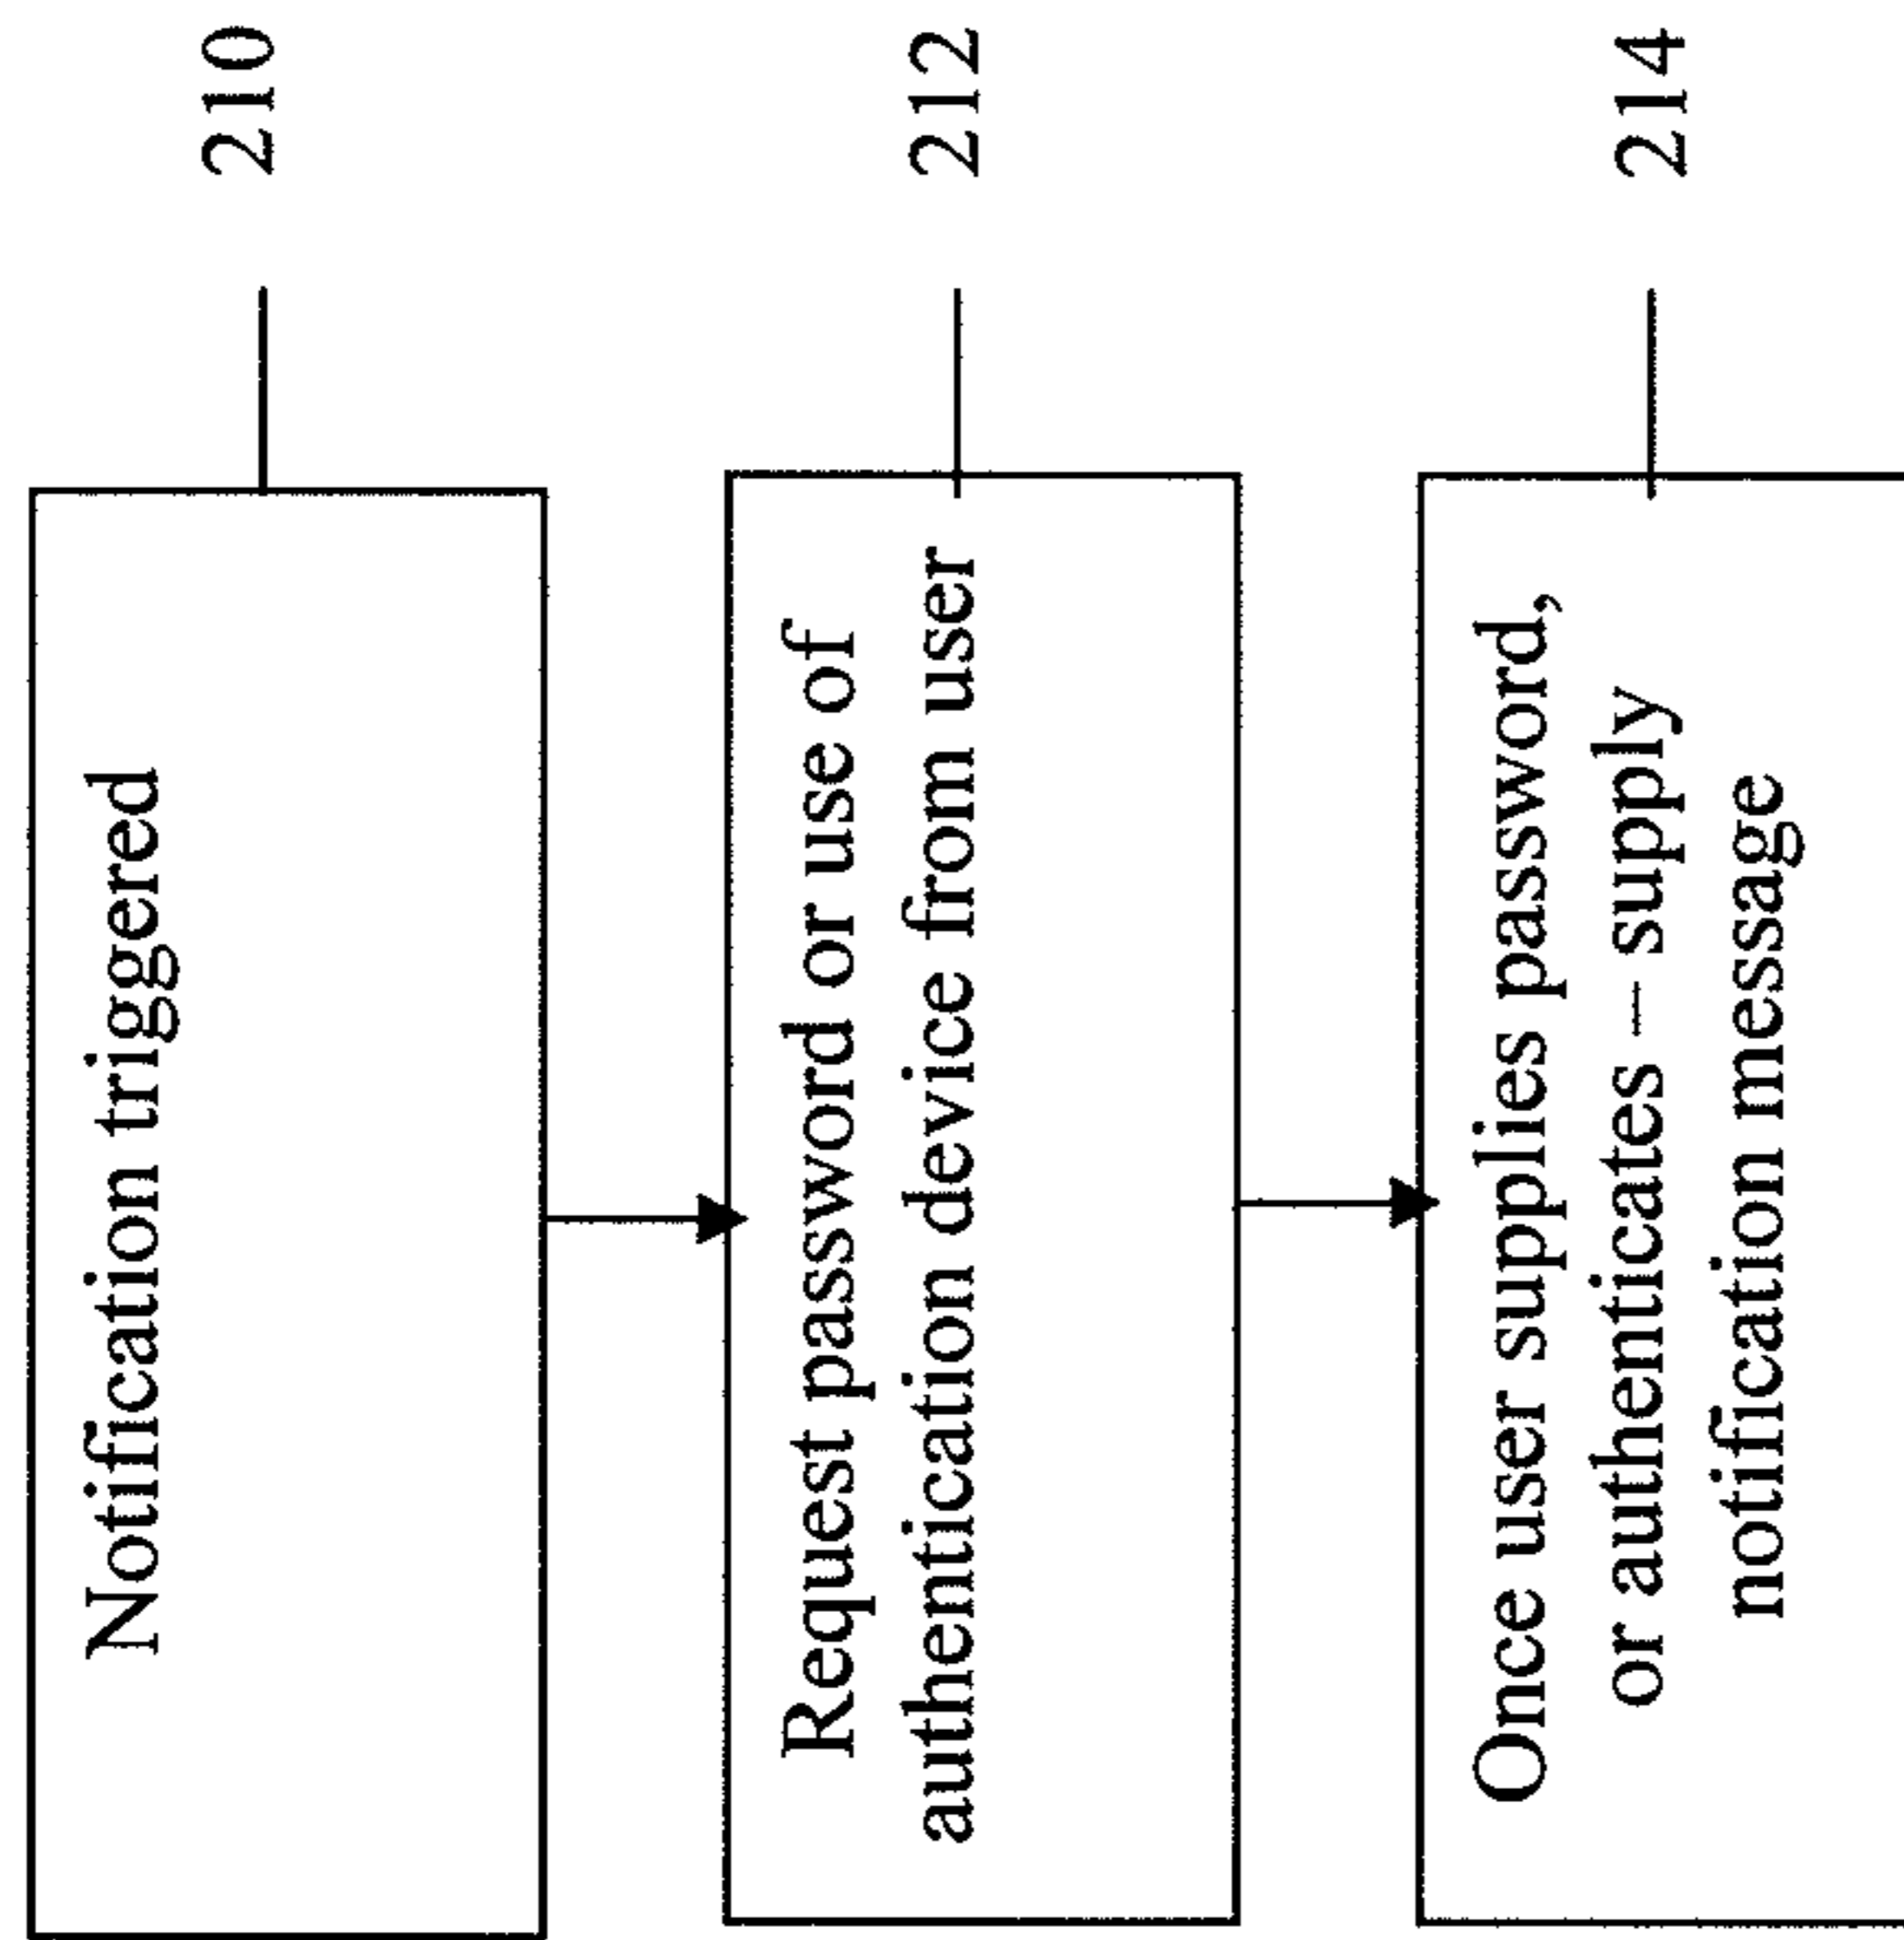 Notification triggered
210
Request password or use of
authentication device from user
212
Once user supplies password,
or authenticates – supply
notification message
214